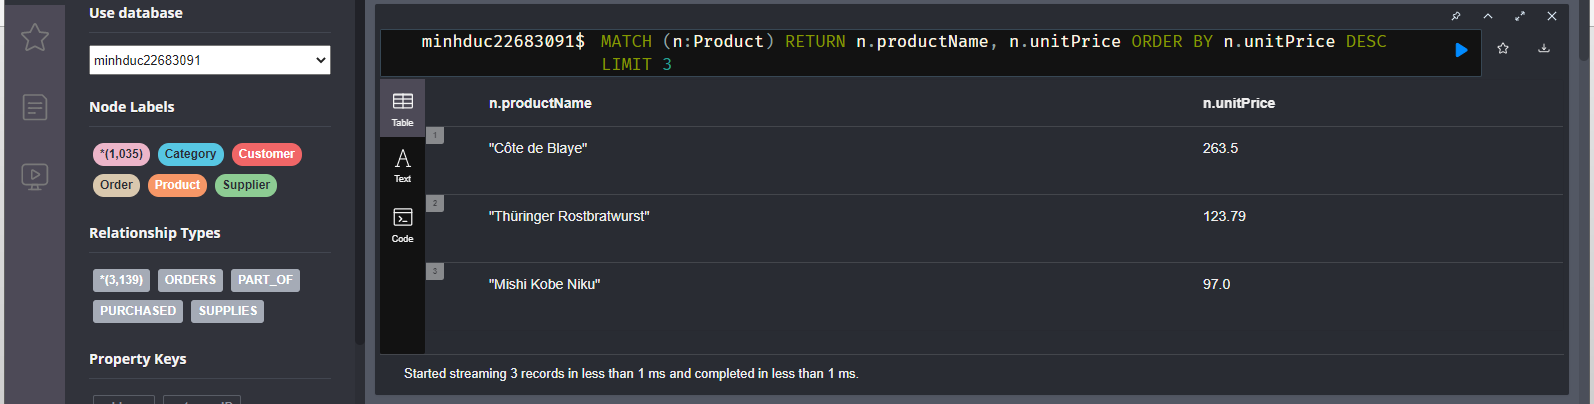 Use database
minhduc22683091
Node Labels
*(1,035) Category Customer
Order Product Supplier
Relationship Types
*(3,139) ORDERS PART_OF
PURCHASED SUPPLIES
Property Keys
minhduc22683091$ MATCH (n:Product) RETURN n.productName, n.unitPrice ORDER BY n.unitPrice DESC
LIMIT 3
Table
Text
Code
n.productName n.unitPrice
1
"Côte de Blaye" 263.5
2
"Thüringer Rostbratwurst" 123.79
3
"Mishi Kobe Niku" 97.0
Started streaming 3 records in less than 1 ms and completed in less than 1 ms.